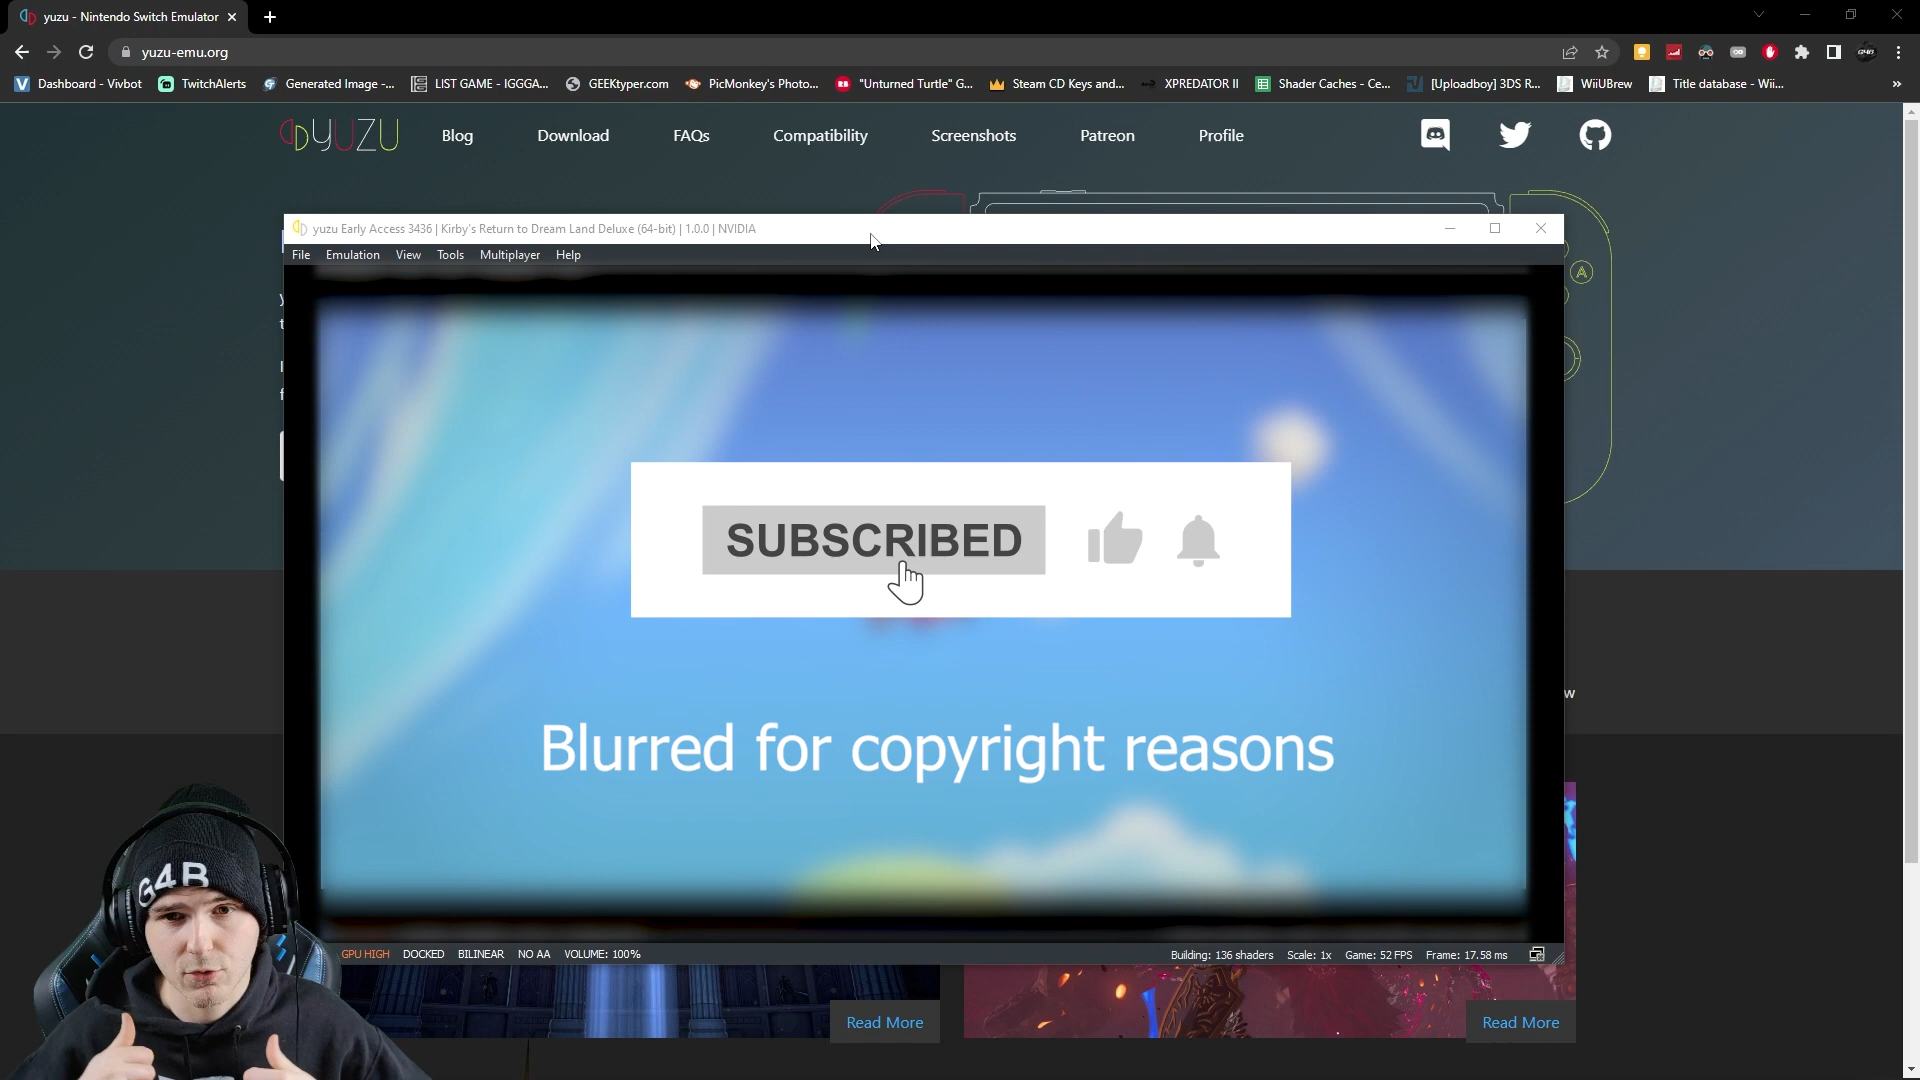 yuzu - Nintendo Switch Emulator
yuzu-emu.org
Dashboard - Vivbot
TwitchAlerts
Generated Image -...
LIST GAME - IGGGA...
GEEKtyper.com
PicMonkey's Photo...
"Unturned Turtle" G...
Steam CD Keys and...
XPREDATOR II
Shader Caches - Ce...
[Uploadboy] 3DS R...
WiiUBrew
Title database - Wii...
YUZU
Blog
Download
FAQs
Compatibility
Screenshots
Patreon
Profile
yuzu Early Access 3436 | Kirby's Return to Dream Land Deluxe (64-bit) | 1.0.0 | NVIDIA
File
Emulation
View
Tools
Multiplayer
Help
A
SUBSCRIBED
w
Blurred for copyright reasons
G4B
GPU HIGH
DOCKED
BILINEAR
NO AA
VOLUME: 100%
Building: 136 shaders
Scale: 1x
Game: 52 FPS
Frame: 17.58 ms
Read More
Read More